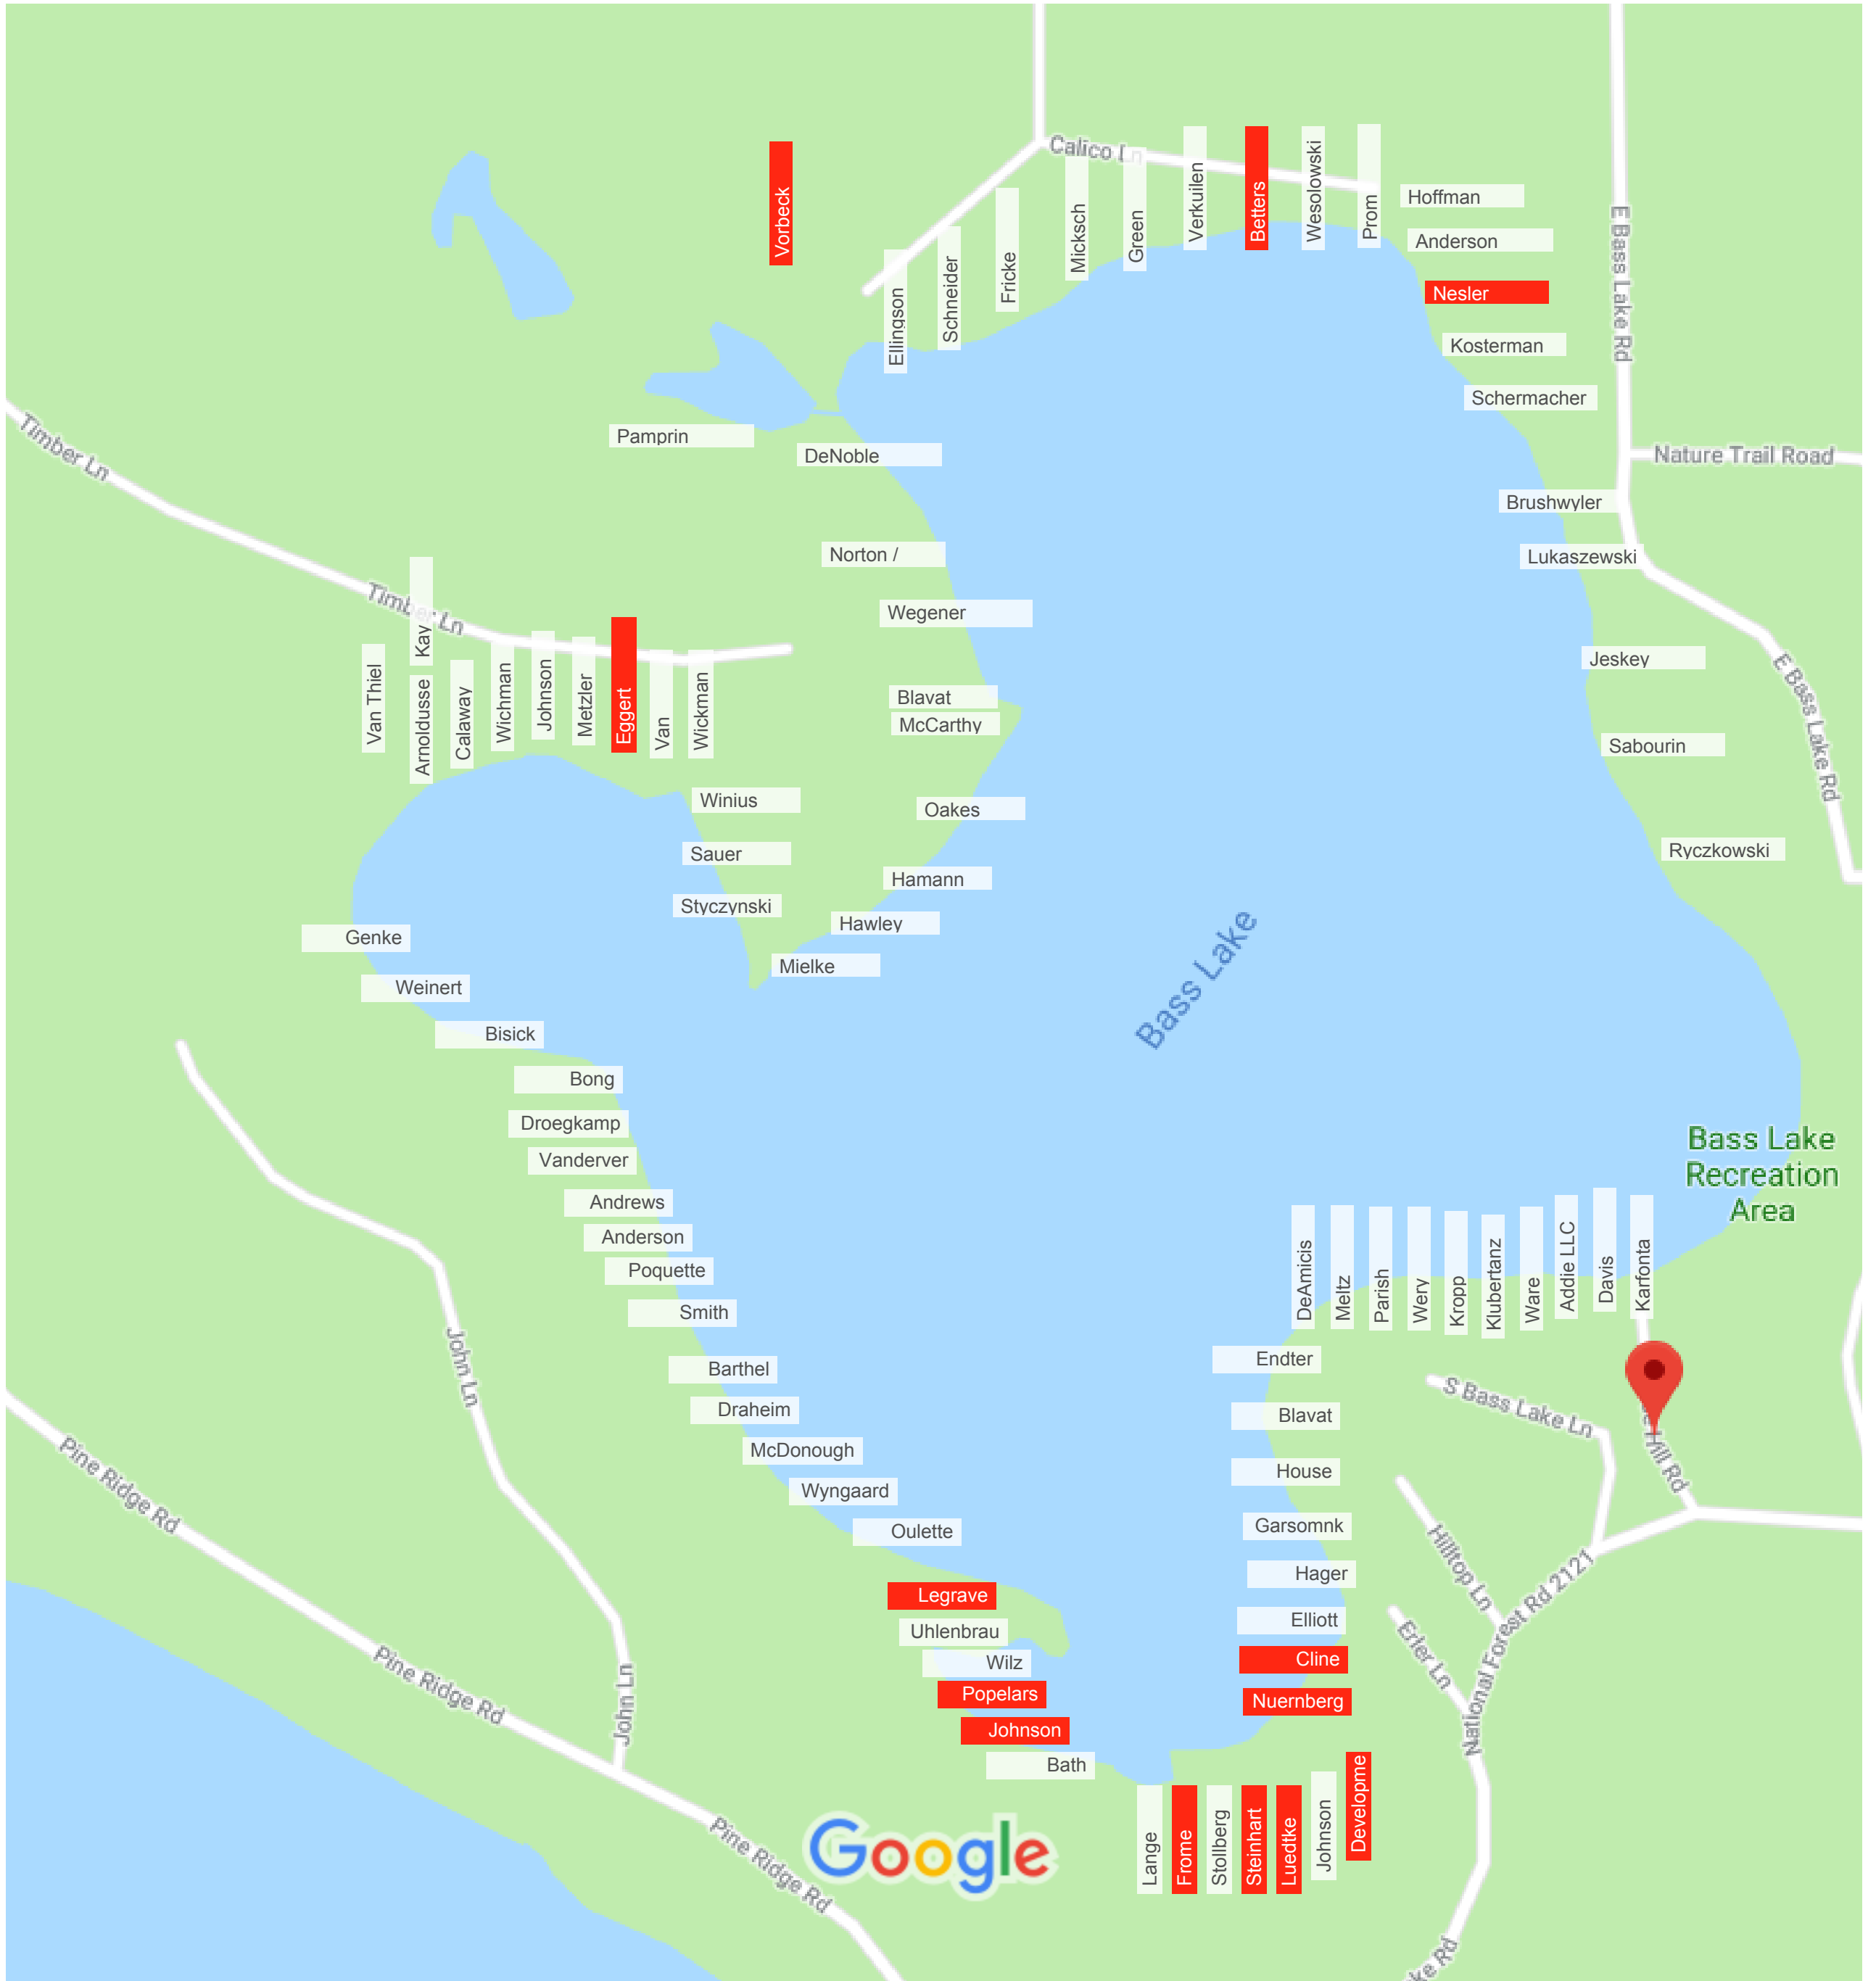 Calico Ln
Vorbeck
Ellingson
Schneider
Fricke
Micksch
Green
Verkuilen
Betters
Wesolowski
Prom
Hoffman
Anderson
Nesler
Kosterman
Schermacher
E Bass Lake Rd
Nature Trail Road
Brushwyler
Lukaszewski
Jeskey
E Bass Lake Rd
Sabourin
Ryczkowski
Timber Ln
Pamprin
DeNoble
Norton /
Wegener
Blavat
McCarthy
Oakes
Hamann
Hawley
Mielke
Timber Ln
Van Thiel
Kay
Arnoldusse
Calaway
Wichman
Johnson
Metzler
Eggert
Van
Wickman
Winius
Sauer
Styczynski
Genke
Weinert
Bisick
Bong
Droegkamp
Vanderver
Andrews
Anderson
Poquette
Smith
Barthel
Draheim
McDonough
Wyngaard
Oulette
Legrave
Uhlenbrau
Wilz
Popelars
Johnson
Bath
Bass Lake
Bass Lake
Recreation
Area
DeAmicis
Meltz
Parish
Wery
Kropp
Klubertanz
Ware
Addie LLC
Davis
Karfonta
Endter
Blavat
House
Garsomnk
Hager
Elliott
Cline
Nuernberg
Lange
Frome
Stollberg
Steinhart
Luedtke
Johnson
Developme
S Bass Lake Ln
Hill Rd
Hilltop Ln
Erler Ln
National Forest Rd 2121
John Ln
John Ln
Pine Ridge Rd
Pine Ridge Rd
Pine Ridge Rd
Google
Rd